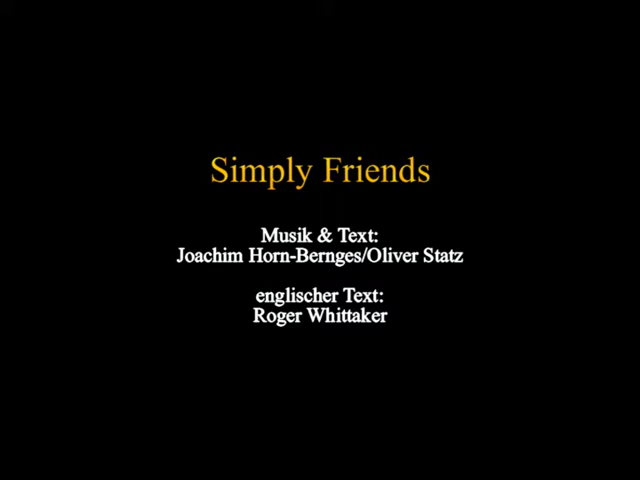 Simply Friends
Musik & Text:
Joachim Horn-Bernges/Oliver Statz
englischer Text:
Roger Whittaker